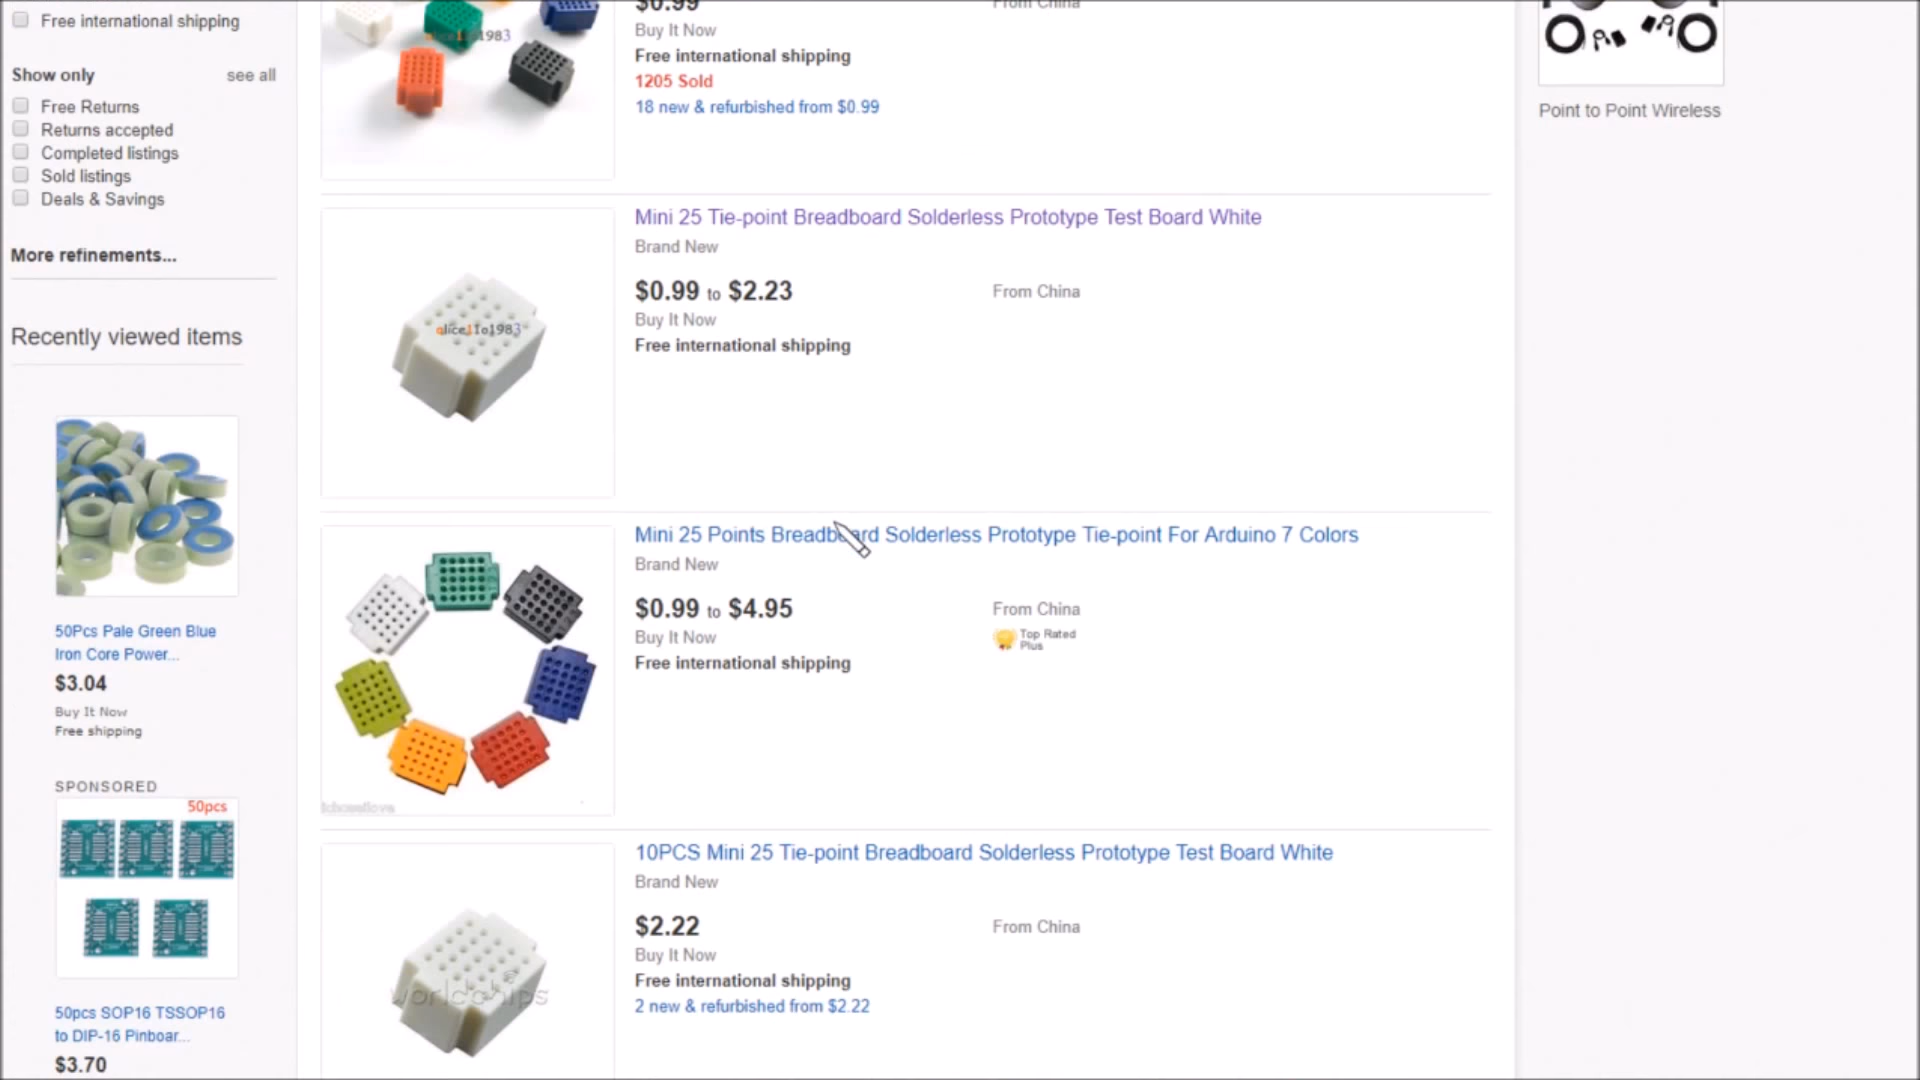 Free international shipping
Show only see all
Free Returns
Returns accepted
Completed listings
Sold listings
Deals & Savings
More refinements...
Recently viewed items
50Pcs Pale Green Blue
Iron Core Power...
$3.04
Buy It Now
Free shipping
SPONSORED
50pcs
50pcs SOP16 TSSOP16
to DIP-16 Pinboar...
$3.70
$0.99
From China
Buy It Now
Free international shipping
1205 Sold
18 new & refurbished from $0.99
Mini 25 Tie-point Breadboard Solderless Prototype Test Board White
Brand New
$0.99 to $2.23
From China
Buy It Now
Free international shipping
alice11o1983
Mini 25 Points Breadboard Solderless Prototype Tie-point For Arduino 7 Colors
Brand New
$0.99 to $4.95
From China
Top Rated
Plus
Buy It Now
Free international shipping
10PCS Mini 25 Tie-point Breadboard Solderless Prototype Test Board White
Brand New
$2.22
From China
Buy It Now
Free international shipping
2 new & refurbished from $2.22
worldchips
Point to Point Wireless